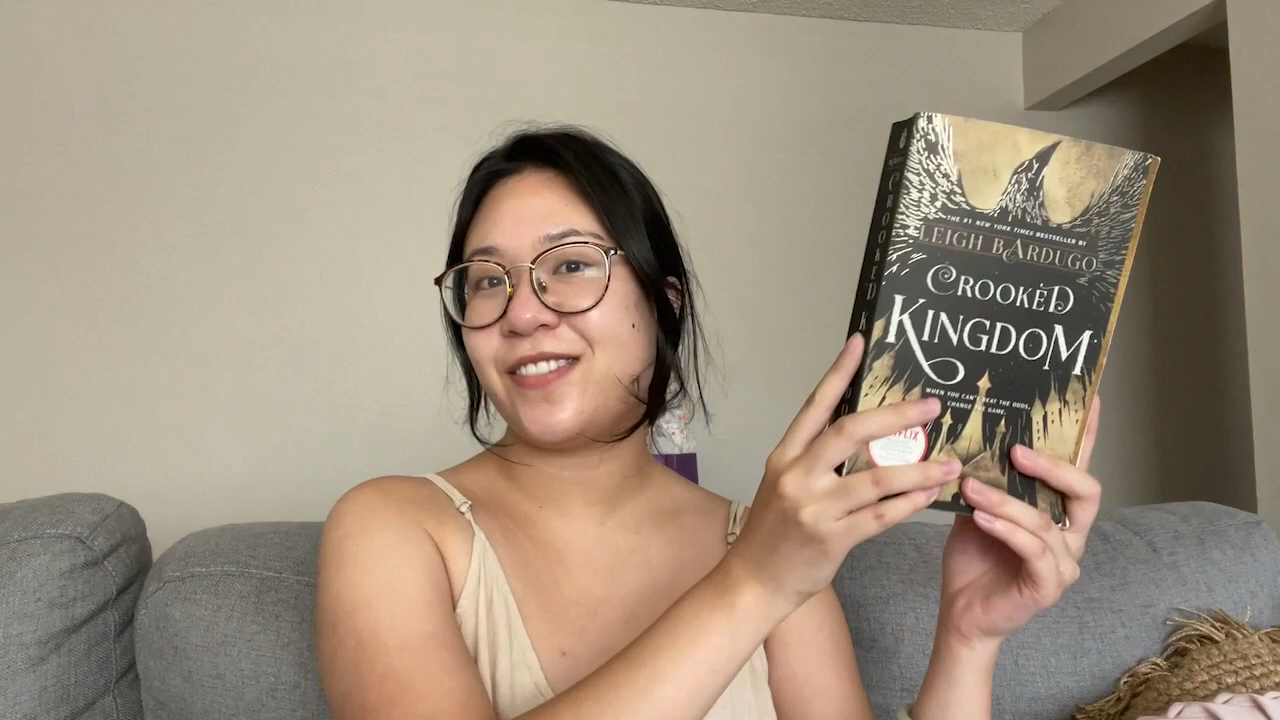 THE #1 NEW YORK TIMES BESTSELLER BY
LEIGH BARDUGO
CROOKED
KINGDOM
WHEN YOU CAN'T BEAT THE ODDS,
CHANGE THE GAME.
CROOKED K